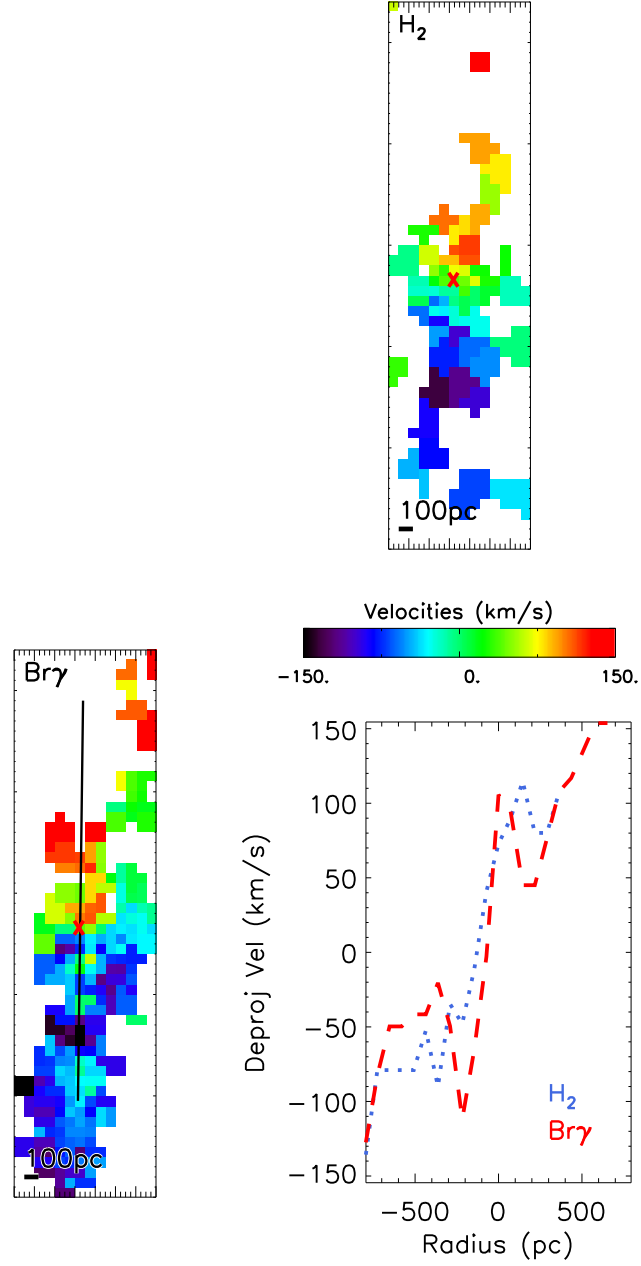 H2
100pc
Velocities (km/s)
-150. 0. 150.
Brγ
100pc
150
100
50
0
-50
-100
-150
Deproj Vel (km/s)
H2
Brγ
-500 0 500
Radius (pc)